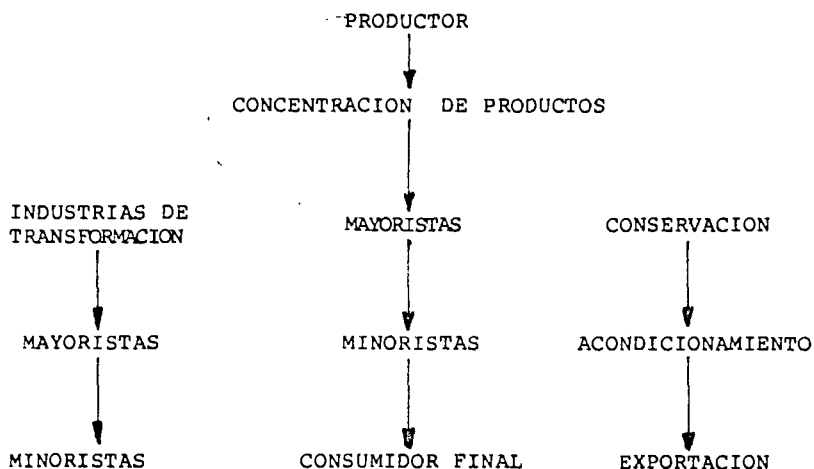 PRODUCTOR
CONCENTRACION DE PRODUCTOS
INDUSTRIAS DE
TRANSFORMACION
MAYORISTAS
CONSERVACION
MAYORISTAS
MINORISTAS
ACONDICIONAMIENTO
MINORISTAS
CONSUMIDOR FINAL
EXPORTACION